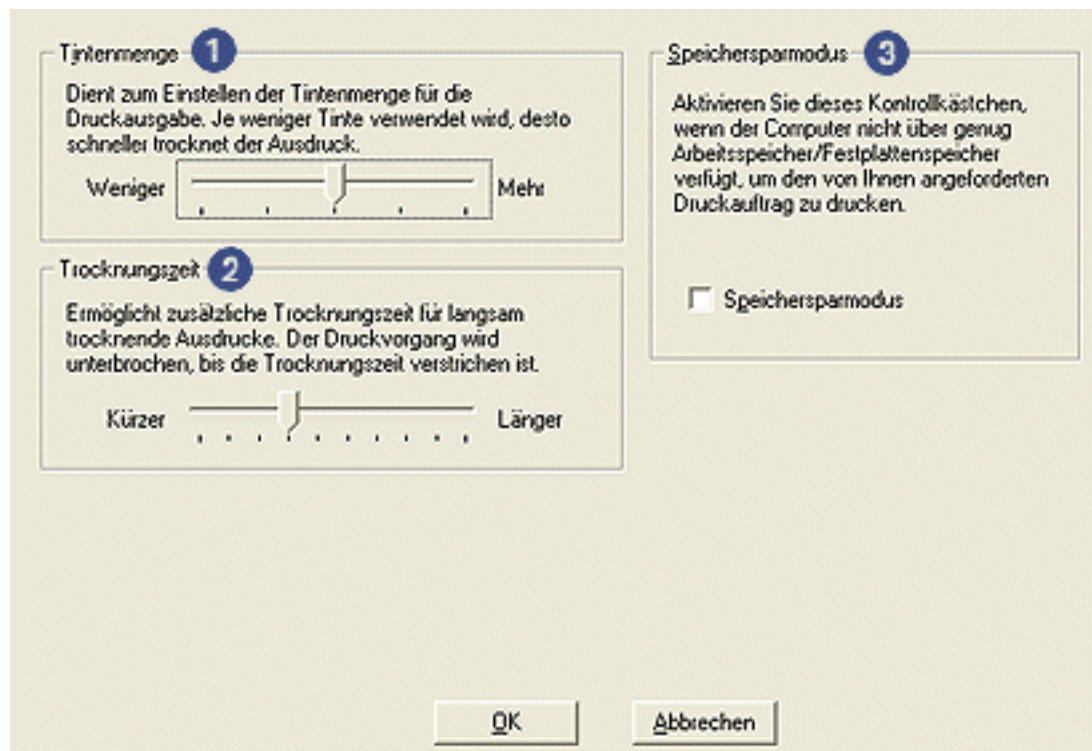 Tintenmenge 1
Dient zum Einstellen der Tintenmenge für die
Druckausgabe. Je weniger Tinte verwendet wird, desto
schneller trocknet der Ausdruck.
Weniger Mehr
Trocknungszeit 2
Ermöglicht zusätzliche Trocknungszeit für langsam
trocknende Ausdrucke. Der Druckvorgang wird
unterbrochen, bis die Trocknungszeit verstrichen ist.
Kürzer Länger
Speichersparmodus 3
Aktivieren Sie dieses Kontrollkästchen,
wenn der Computer nicht über genug
Arbeitsspeicher/Festplattenspeicher
verfügt, um den von Ihnen angeforderten
Druckauftrag zu drucken.
Speichersparmodus
OK Abbrechen